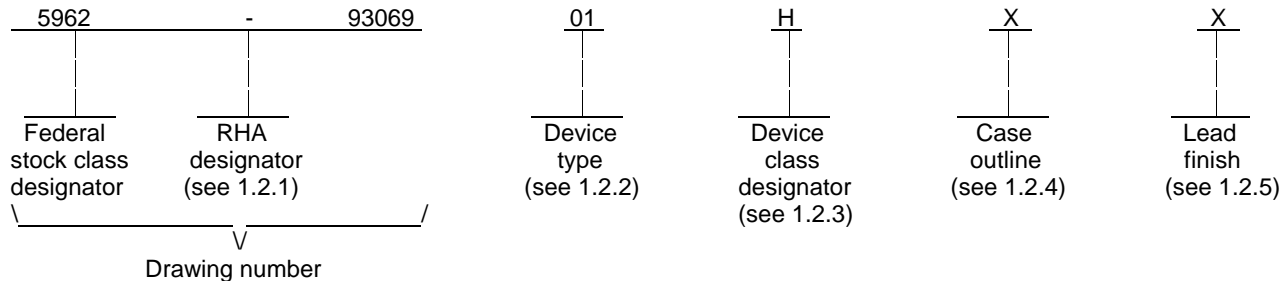 5962 - 93069 01 H X X
Federal stock class designator
RHA designator (see 1.2.1)
Device type (see 1.2.2)
Device class designator (see 1.2.3)
Case outline (see 1.2.4)
Lead finish (see 1.2.5)
Drawing number